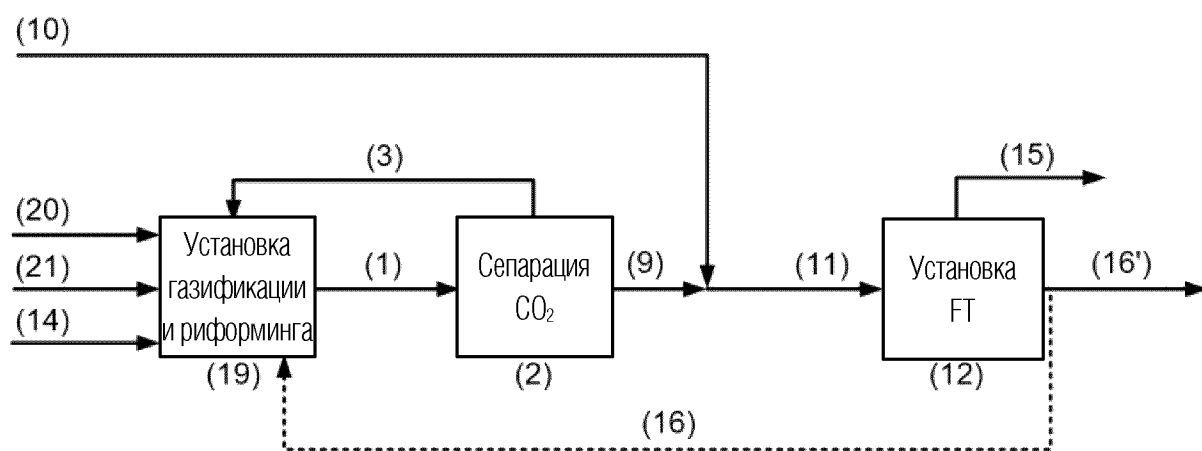 (10)
(3)
(15)
(20)
(21)
(14)
Установка
газификации
и риформинга
(19)
(1)
Сепарация
CO₂
(2)
(9)
(11)
Установка
FT
(12)
(16')
(16)